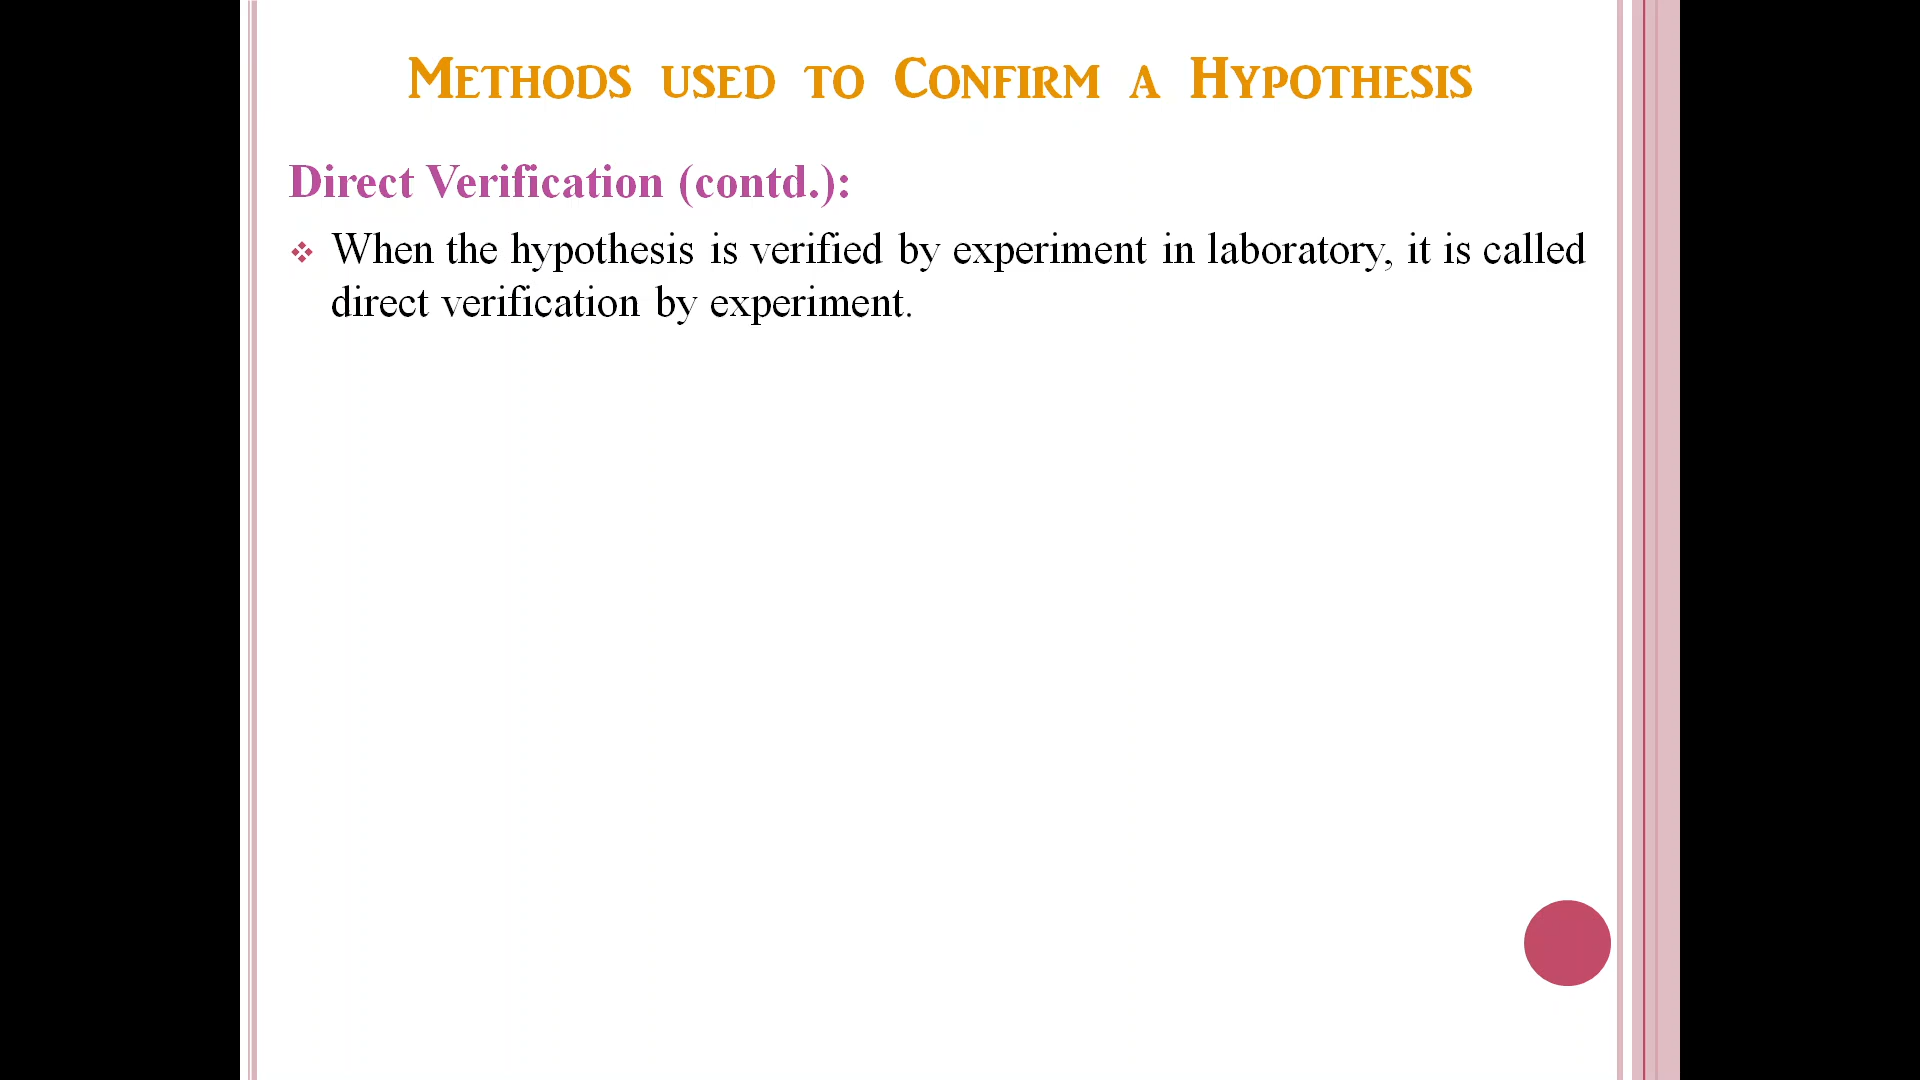 Methods used to Confirm a Hypothesis
Direct Verification (contd.):
When the hypothesis is verified by experiment in laboratory, it is called
direct verification by experiment.